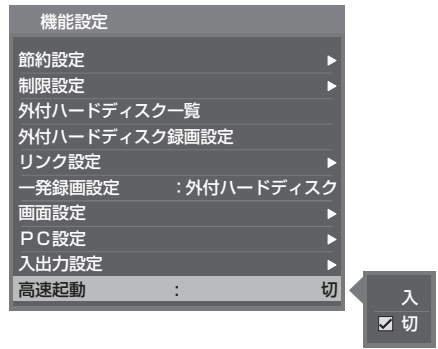 機能設定
節約設定
制限設定
外付ハードディスク一覧
外付ハードディスク録画設定
リンク設定
一発録画設定　：外付ハードディスク
画面設定
ＰＣ設定
入出力設定
高速起動　：　切
入
切